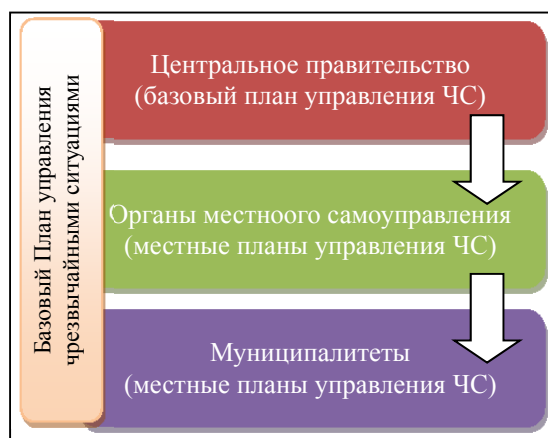 Базовый План управления
чрезвычайными ситуациями
Центральное правительство
(базовый план управления ЧС)
Органы местноого самоуправления
(местные планы управления ЧС)
Муниципалитеты
(местные планы управления ЧС)